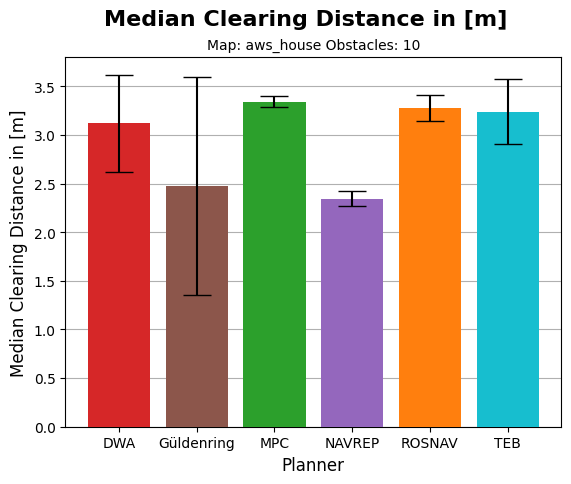 Median Clearing Distance in [m]
Map: aws_house Obstacles: 10
Median Clearing Distance in [m]
3.5
3.0
2.5
2.0
1.5
1.0
0.5
0.0
DWA Güldenring MPC NAVREP ROSNAV TEB
Planner